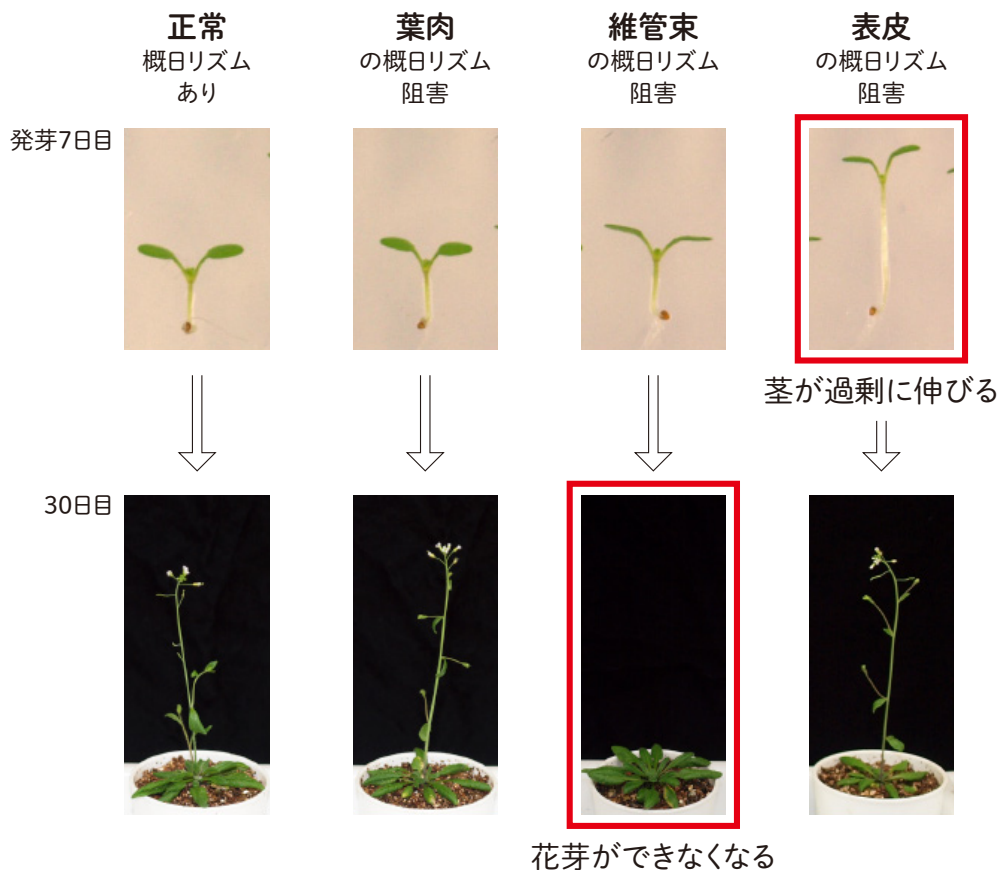 正常
概日リズム
あり
葉肉
の概日リズム
阻害
維管束
の概日リズム
阻害
表皮
の概日リズム
阻害
発芽7日目
茎が過剰に伸びる
30日目
花芽ができなくなる